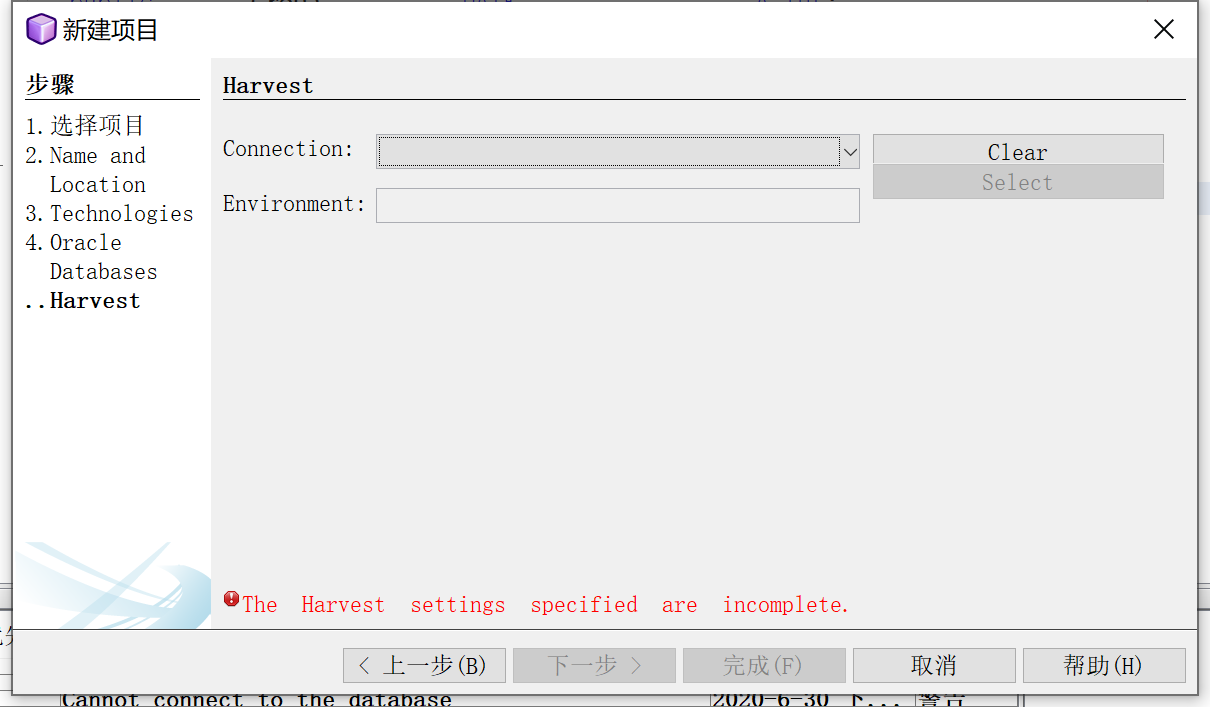 新建项目
步骤
1. 选择项目
2. Name and
Location
3. Technologies
4. Oracle
Databases
..Harvest
Harvest
Connection:
Clear
Select
Environment:
The Harvest settings specified are incomplete.
< 上一步(B)
下一步 >
完成(F)
取消
帮助(H)
Cannot connect to the database
2020-6-30 下...
警告